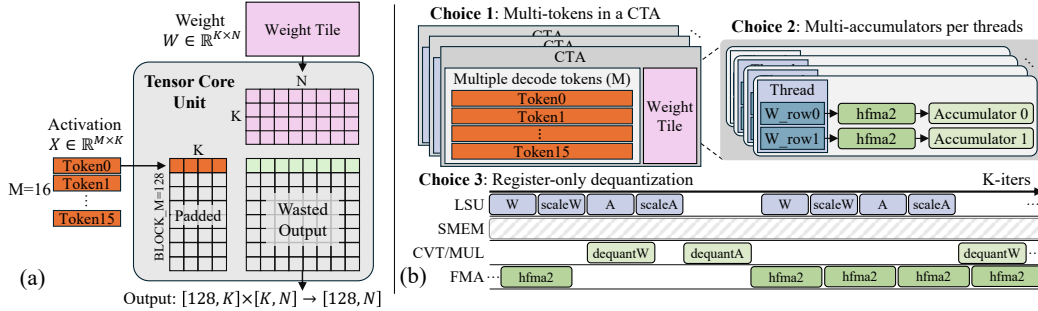 Weight
W ∈ ℝ^{K×N}
Weight Tile
Tensor Core
Unit
N
K
Activation
X ∈ ℝ^{M×K}
K
Token0
M=16
Token1
⋮
Token15
BLOCK_M=128
Padded
Wasted
Output
(a)
Output: [128, K]×[K, N] → [128, N]
Choice 1: Multi-tokens in a CTA
CTA
CTA
CTA
Multiple decode tokens (M)
Token0
Token1
⋮
Token15
Weight
Tile
Choice 2: Multi-accumulators per threads
Thread
Thread
W_row0 hfma2 Accumulator 0
W_row1 hfma2 Accumulator 1
Choice 3: Register-only dequantization
K-iters
LSU W scaleW A scaleA W scaleW A scaleA ...
SMEM
CVT/MUL dequantW dequantA dequantW ...
(b)
FMA ... hfma2 hfma2 hfma2 hfma2 hfma2